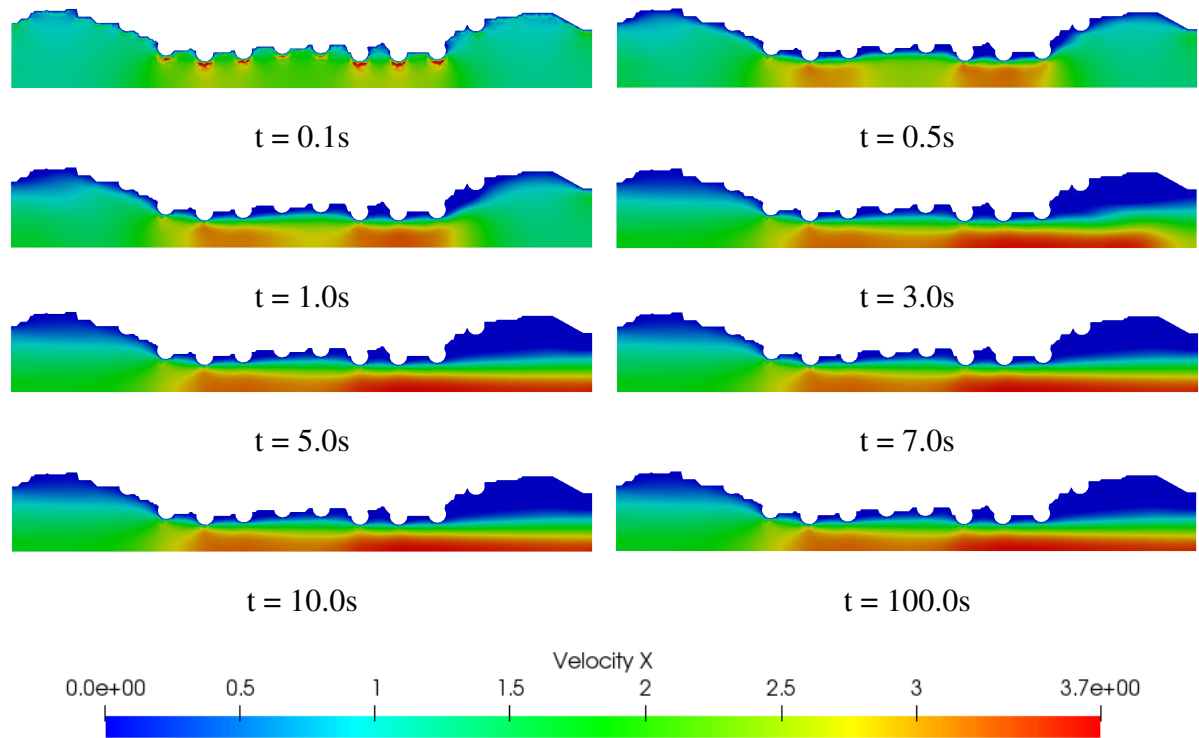 t = 0.1s
t = 0.5s
t = 1.0s
t = 3.0s
t = 5.0s
t = 7.0s
t = 10.0s
t = 100.0s
Velocity X
0.0e+00 0.5 1 1.5 2 2.5 3 3.7e+00